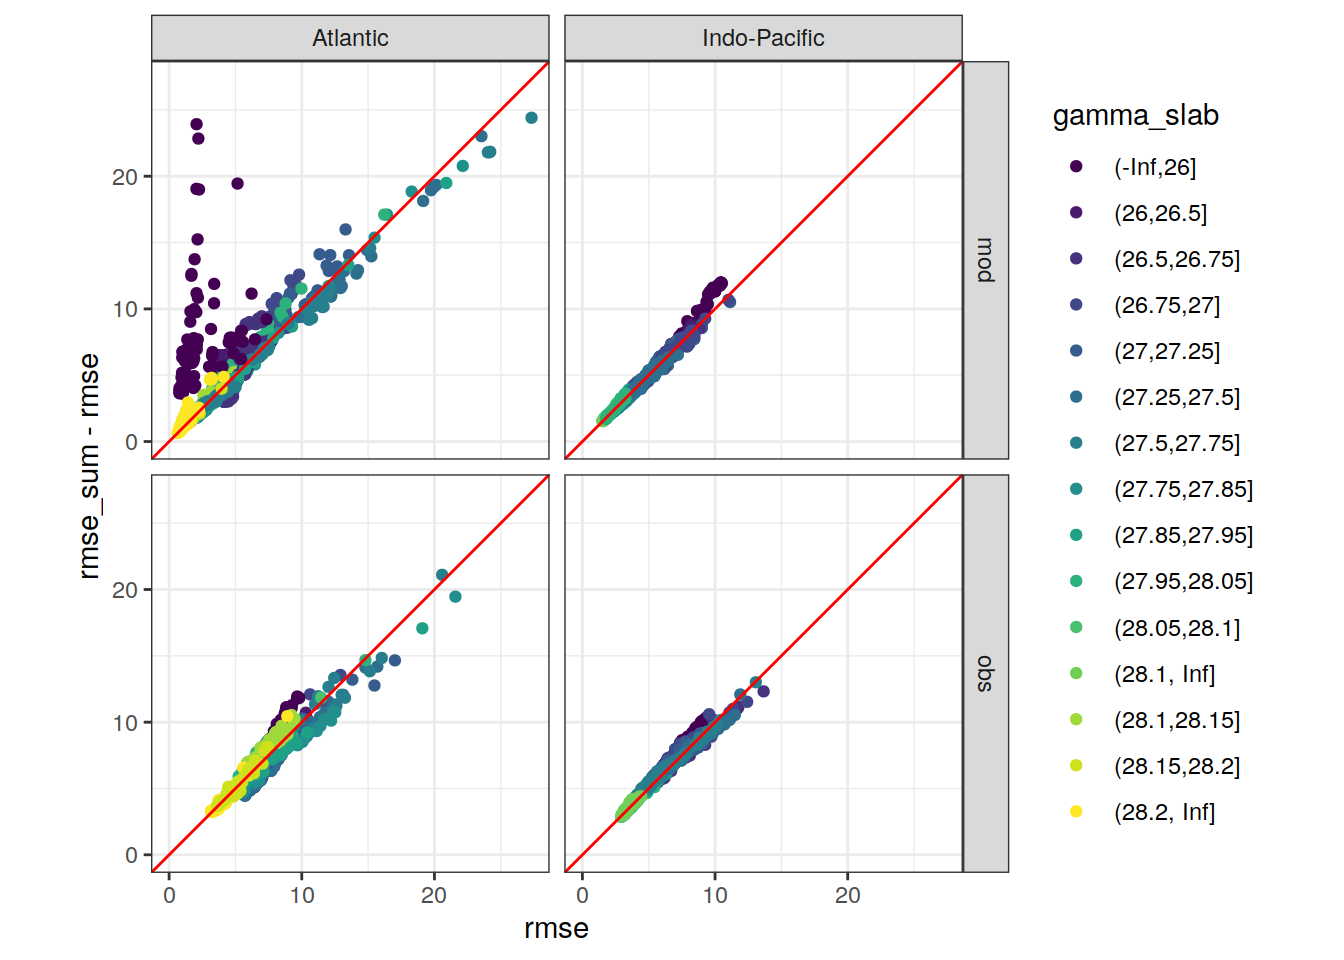 Atlantic
Indo-Pacific
mod
obs
20
10
0
20
10
0
rmse_sum - rmse
0
10
20
0
10
20
rmse
gamma_slab
(-Inf,26]
(26,26.5]
(26.5,26.75]
(26.75,27]
(27,27.25]
(27.25,27.5]
(27.5,27.75]
(27.75,27.85]
(27.85,27.95]
(27.95,28.05]
(28.05,28.1]
(28.1, Inf]
(28.1,28.15]
(28.15,28.2]
(28.2, Inf]